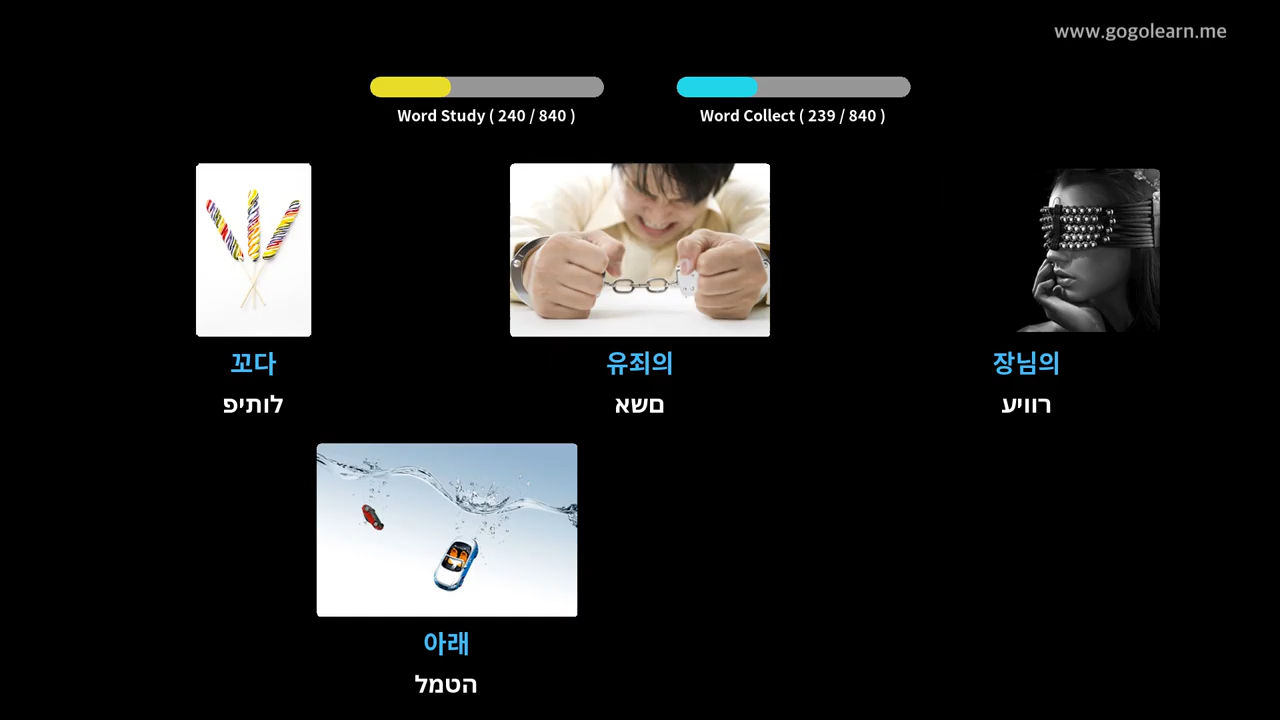 www.gogolearn.me
Word Study ( 240 / 840 )
Word Collect ( 239 / 840 )
꼬다
לותיפ
유죄의
םשא
장님의
רוויע
아래
הטמל